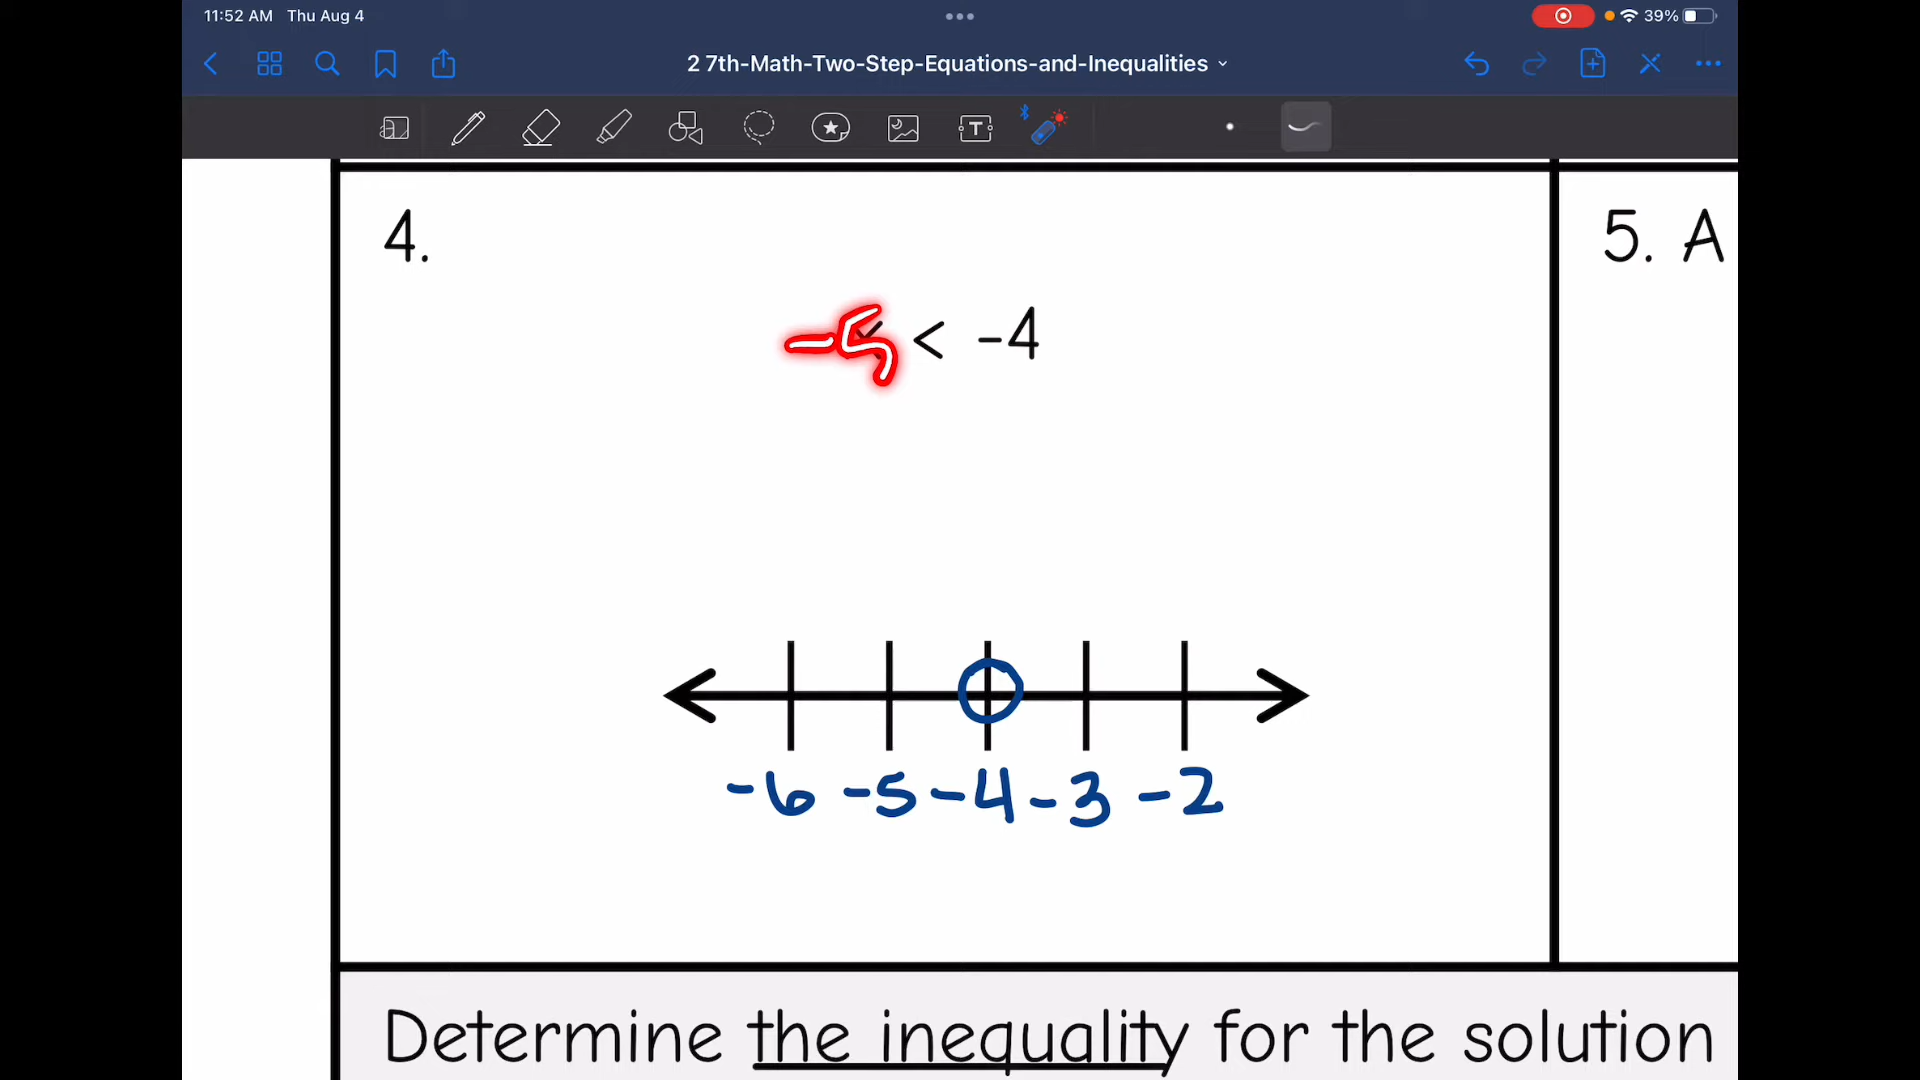 11:52 AM Thu Aug 4
39%
2 7th-Math-Two-Step-Equations-and-Inequalities
T
4.
5. A
-5 < -4
-6 -5 -4 -3 -2
Determine the inequality for the solution